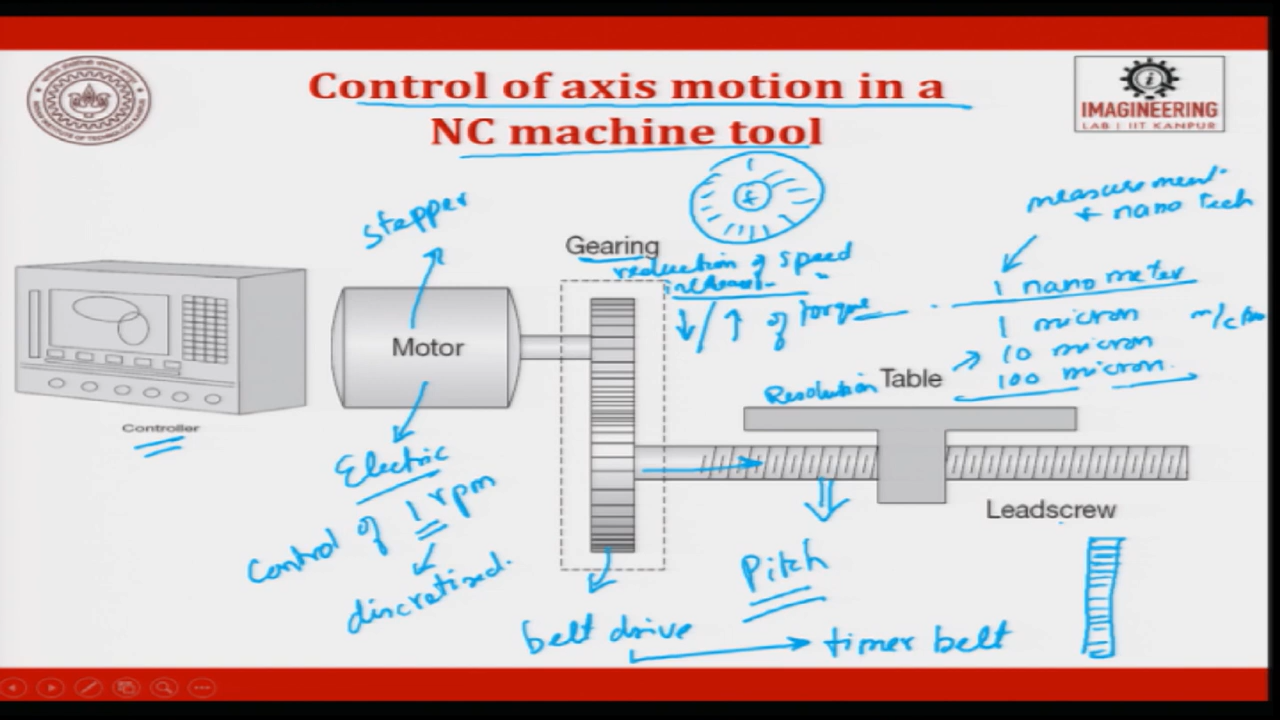 Control of axis motion in a
NC machine tool
IMAGINEERING
LAB | IIT KANPUR
measurement
+ nano tech
stepper
Gearing
reduction of speed
↓/↑ of torque
1 nano meter
1 micron
10 micron
100 micron
Motor
Resolution
Table
Controller
Electric
Control of 1 rpm
discretized.
Leadscrew
Pitch
belt drive → timer belt